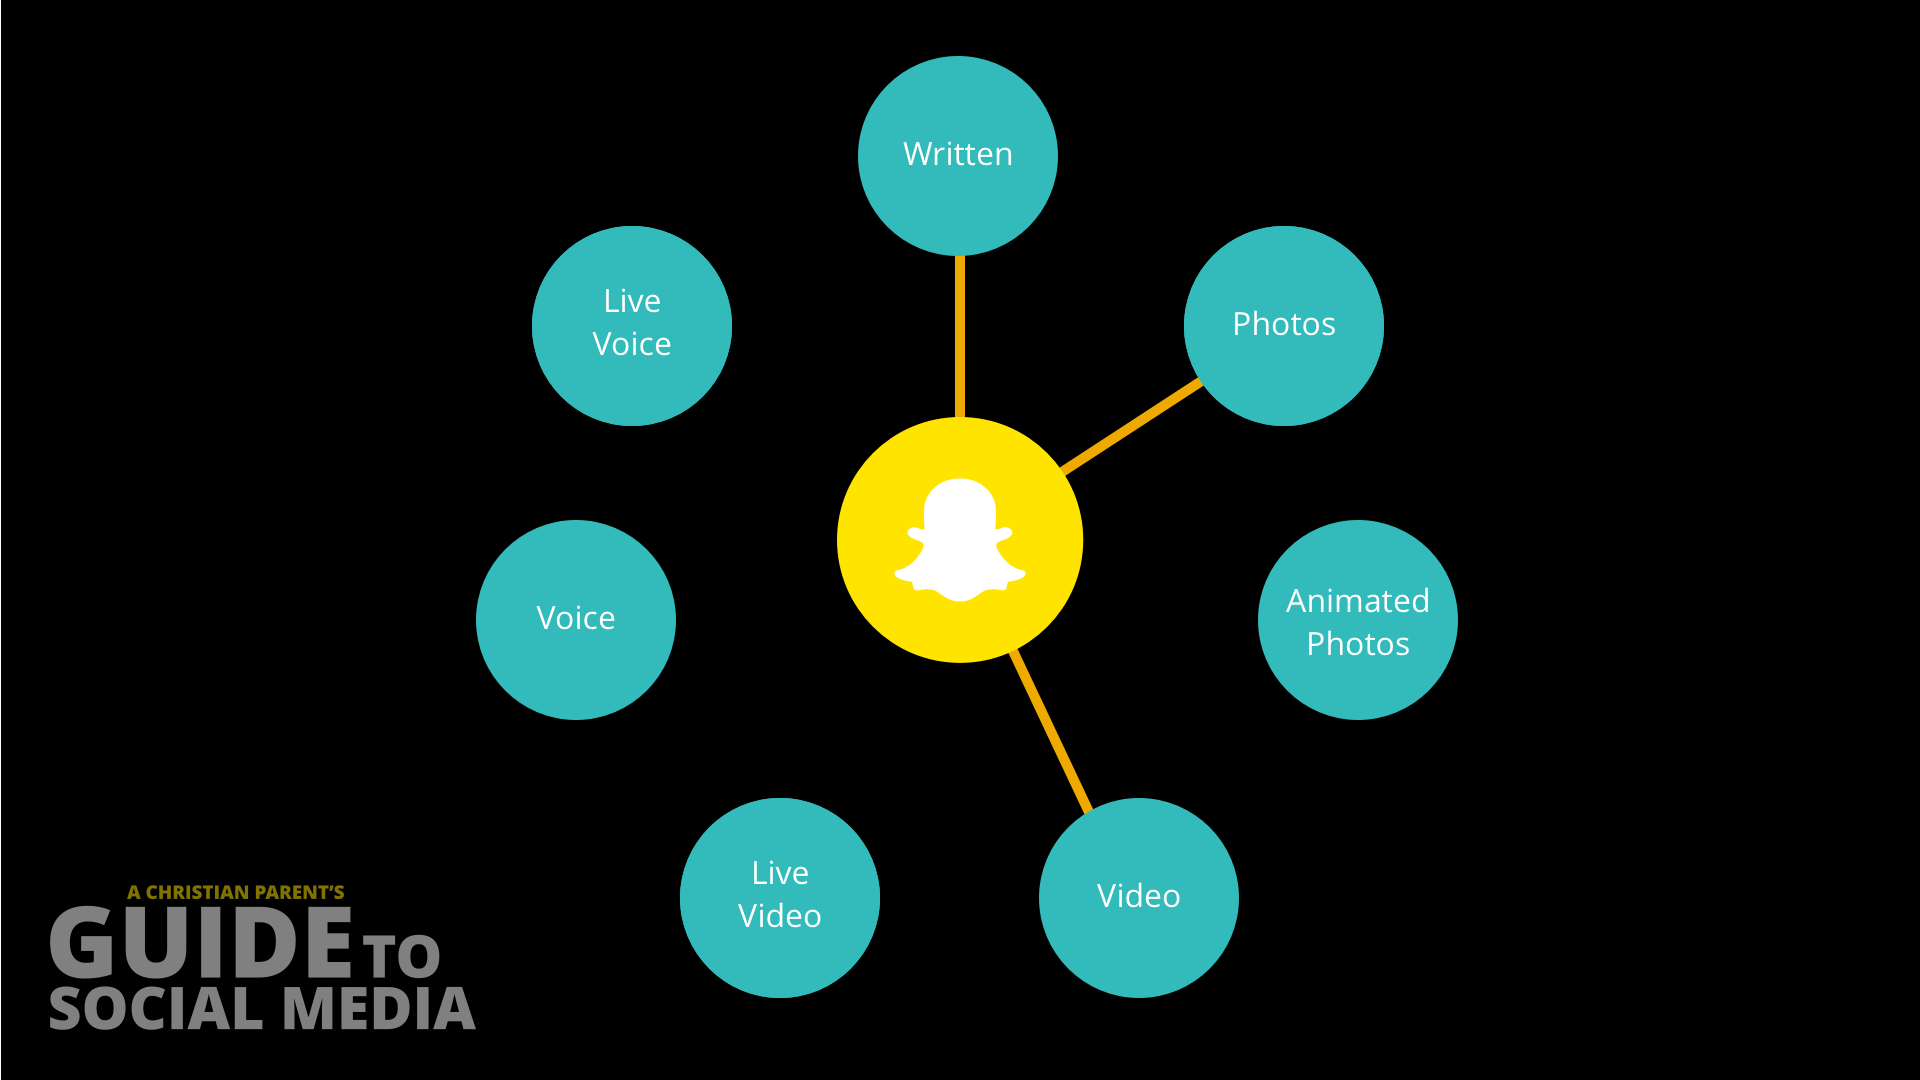 Written
Live
Voice
Photos
Voice
Animated
Photos
Live
Video
Video
A CHRISTIAN PARENT'S
GUIDE TO
SOCIAL MEDIA